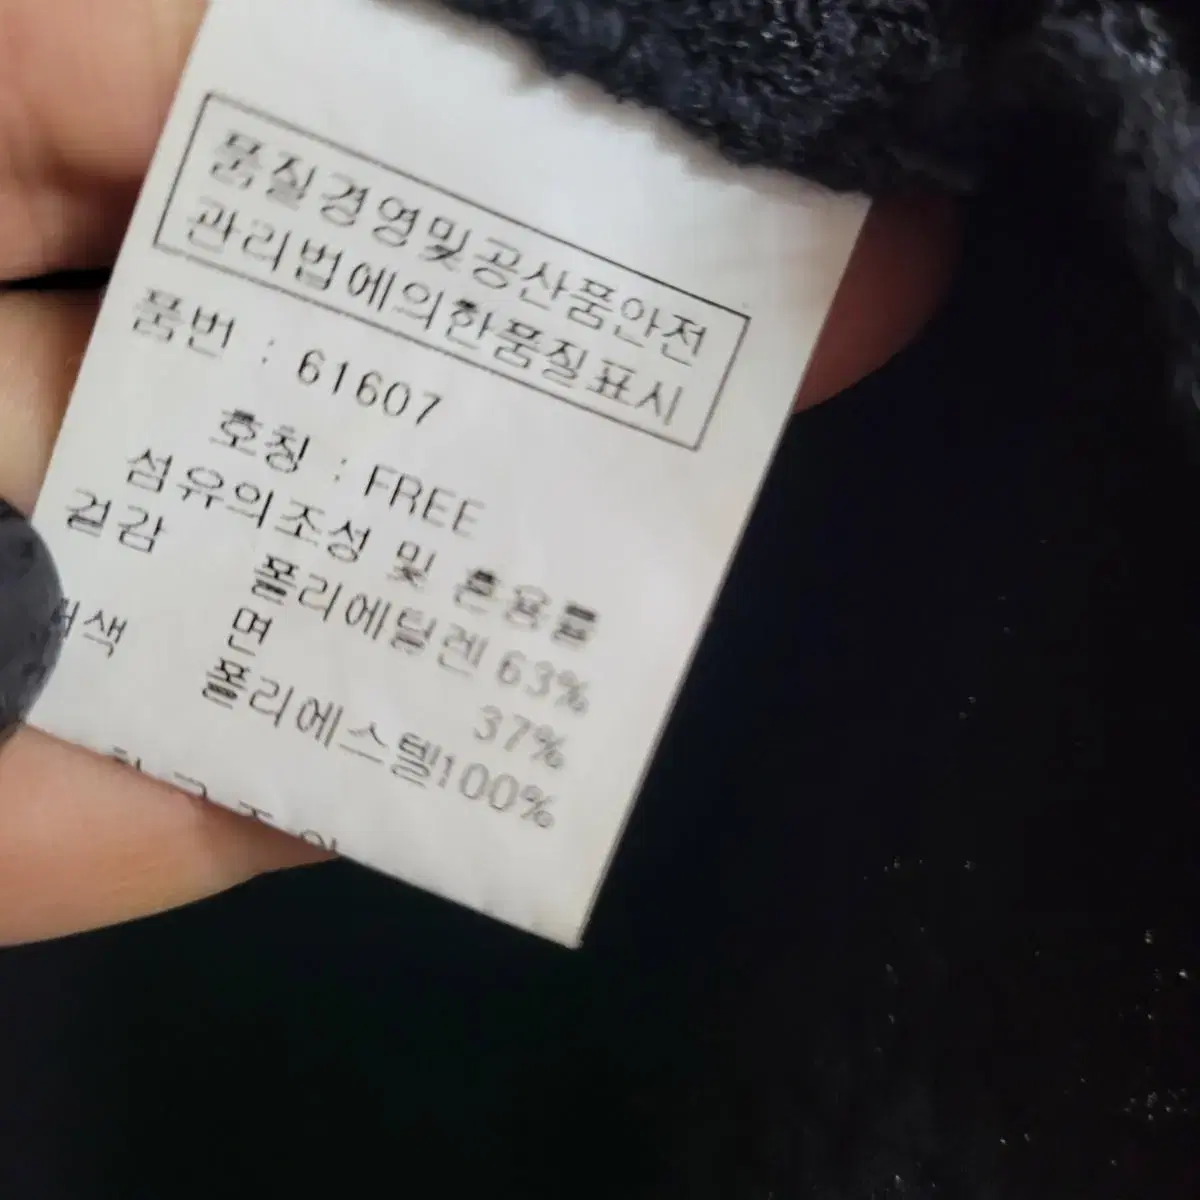 품질경영및공산품안전
관리법에의한품질표시
품번 : 61607
호칭 : FREE
섬유의조성 및 혼용률
겉감 폴리에틸렌 63%
면 37%
배색 폴리에스텔100%